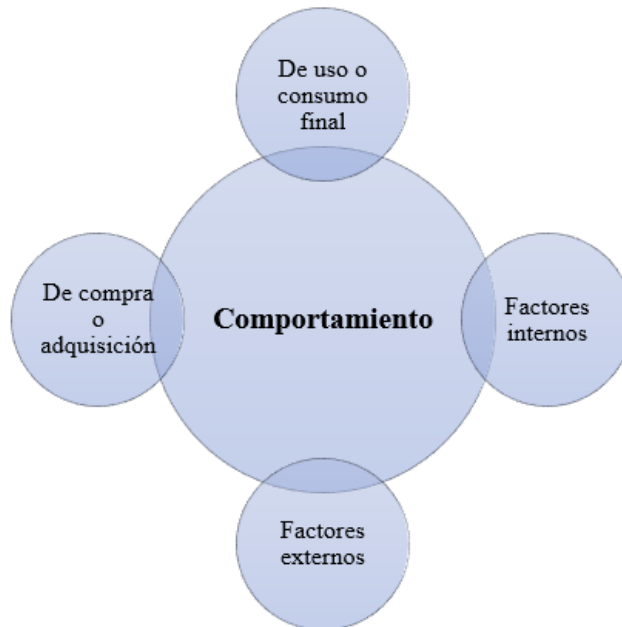 De uso o
consumo
final
De compra
o
adquisición
Comportamiento
Factores
internos
Factores
externos